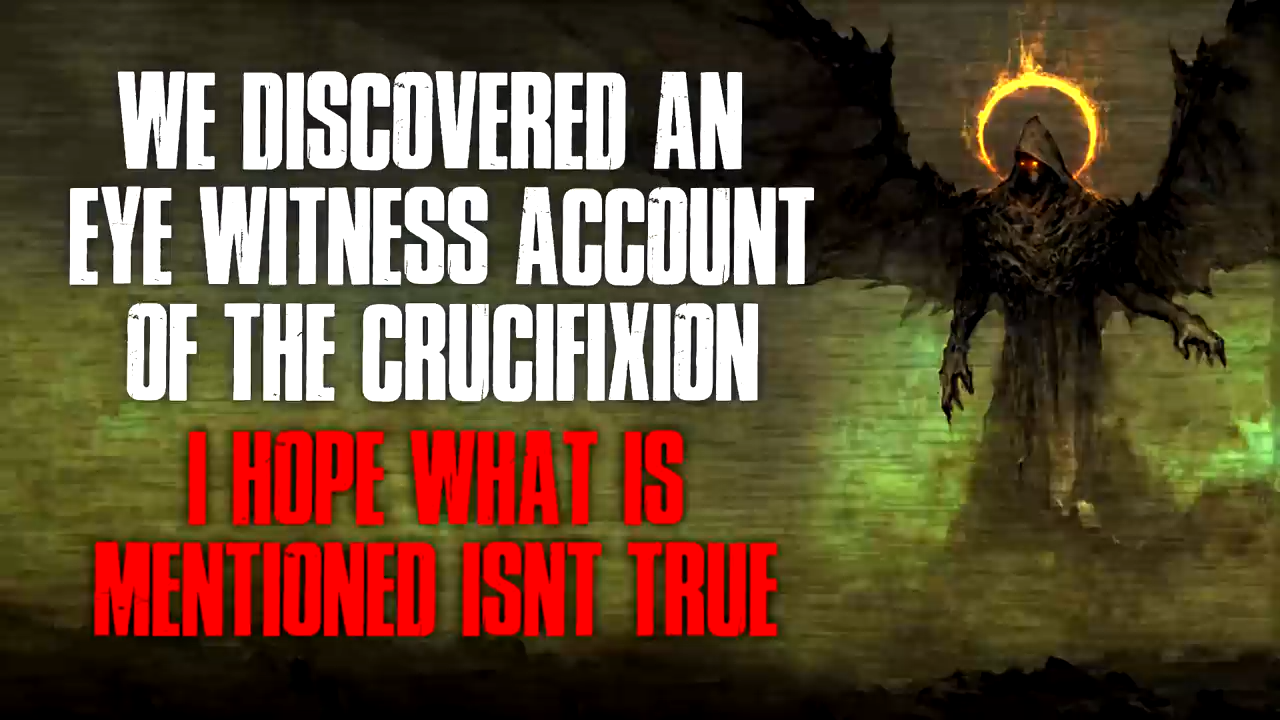 WE DISCOVERED AN
EYE WITNESS ACCOUNT
OF THE CRUCIFIXION
I HOPE WHAT IS
MENTIONED ISNT TRUE